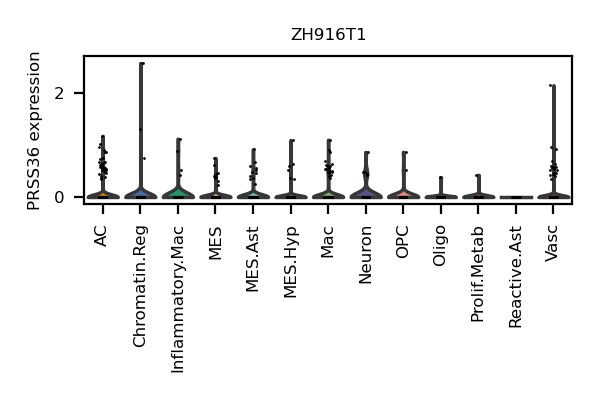 ZH916T1
PRSS36 expression
2
0
AC
Chromatin.Reg
Inflammatory.Mac
MES
MES.Ast
MES.Hyp
Mac
Neuron
OPC
Oligo
Prolif.Metab
Reactive.Ast
Vasc